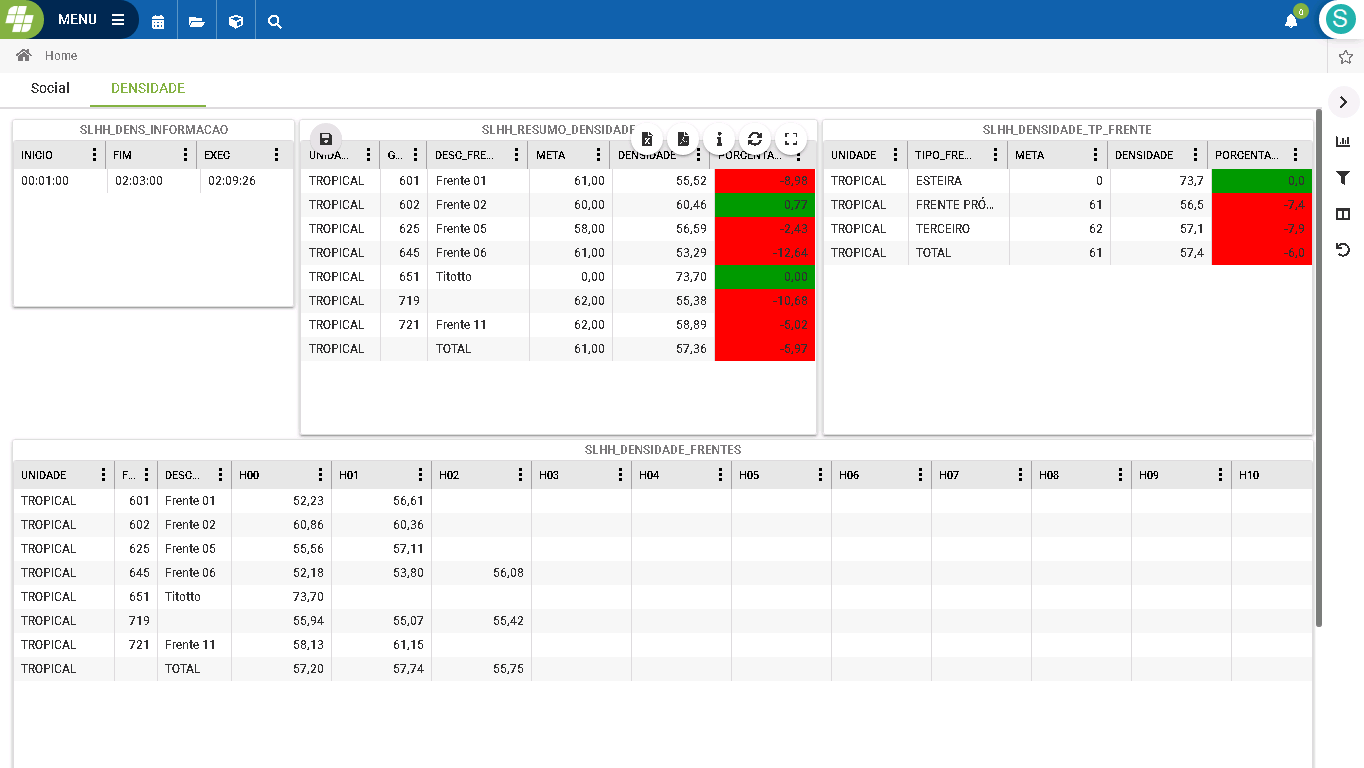 MENU
0
S
Home
Social DENSIDADE
SLHH_DENS_INFORMACAO
INICIO FIM EXEC
00:01:00 02:03:00 02:09:26
SLHH_RESUMO_DENSIDADE
UNIDA... G... DESC_FRE... META DENSIDADE PORCENTA...
TROPICAL 601 Frente 01 61,00 55,52 -8,98
TROPICAL 602 Frente 02 60,00 60,46 0,77
TROPICAL 625 Frente 05 58,00 56,59 -2,43
TROPICAL 645 Frente 06 61,00 53,29 -12,64
TROPICAL 651 Titotto 0,00 73,70 0,00
TROPICAL 719 62,00 55,38 -10,68
TROPICAL 721 Frente 11 62,00 58,89 -5,02
TROPICAL TOTAL 61,00 57,36 -5,97
SLHH_DENSIDADE_TP_FRENTE
UNIDADE TIPO_FRE... META DENSIDADE PORCENTA...
TROPICAL ESTEIRA 0 73,7 0,0
TROPICAL FRENTE PRÓ... 61 56,5 -7,4
TROPICAL TERCEIRO 62 57,1 -7,9
TROPICAL TOTAL 61 57,4 -6,0
SLHH_DENSIDADE_FRENTES
UNIDADE F... DESC... H00 H01 H02 H03 H04 H05 H06 H07 H08 H09 H10
TROPICAL 601 Frente 01 52,23 56,61
TROPICAL 602 Frente 02 60,86 60,36
TROPICAL 625 Frente 05 55,56 57,11
TROPICAL 645 Frente 06 52,18 53,80 56,08
TROPICAL 651 Titotto 73,70
TROPICAL 719 55,94 55,07 55,42
TROPICAL 721 Frente 11 58,13 61,15
TROPICAL TOTAL 57,20 57,74 55,75